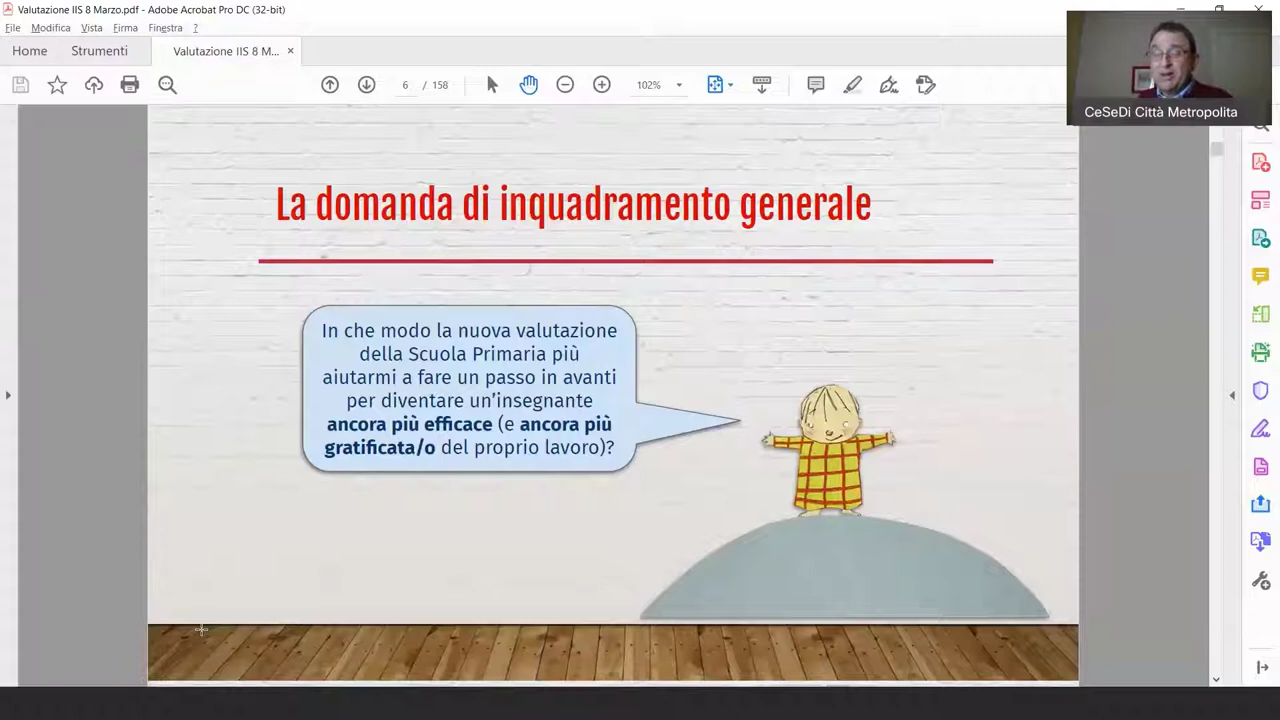 Valutazione IIS 8 Marzo.pdf - Adobe Acrobat Pro DC (32-bit)
File Modifica Vista Firma Finestra ?
Home Strumenti Valutazione IIS 8 M... ×
6 / 158 102%
CeSeDi Città Metropolita
La domanda di inquadramento generale
In che modo la nuova valutazione
della Scuola Primaria più
aiutarmi a fare un passo in avanti
per diventare un'insegnante
ancora più efficace (e ancora più
gratificata/o del proprio lavoro)?